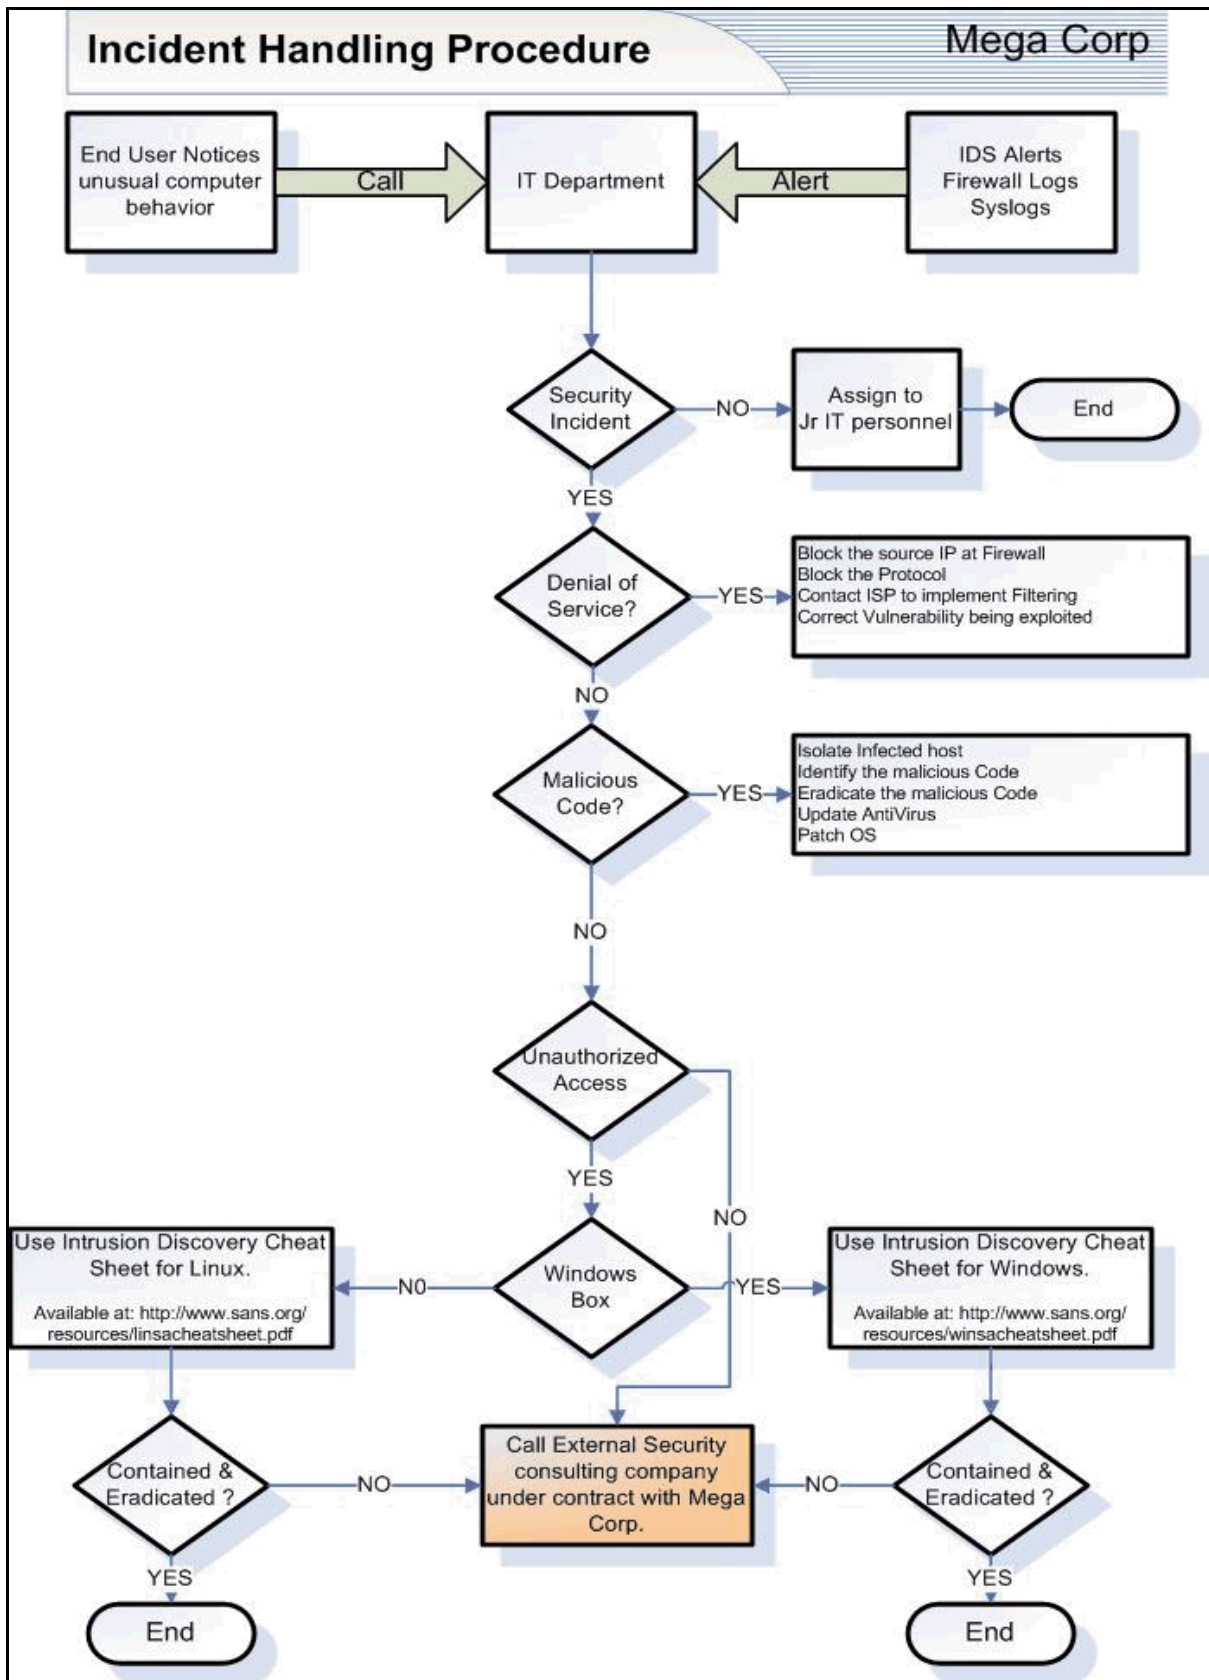 Incident Handling Procedure
Mega Corp
End User Notices
unusual computer
behavior
Call
IT Department
Alert
IDS Alerts
Firewall Logs
Syslogs
Security
Incident
NO
Assign to
Jr IT personnel
End
YES
Denial of
Service?
YES
Block the source IP at Firewall
Block the Protocol
Contact ISP to implement Filtering
Correct Vulnerability being exploited
NO
Malicious
Code?
YES
Isolate Infected host
Identify the malicious Code
Eradicate the malicious Code
Update AntiVirus
Patch OS
NO
Unauthorized
Access
YES
NO
Use Intrusion Discovery Cheat
Sheet for Linux.
Available at: http://www.sans.org/
resources/linsacheatsheet.pdf
N0
Windows
Box
YES
Use Intrusion Discovery Cheat
Sheet for Windows.
Available at: http://www.sans.org/
resources/winsacheatsheet.pdf
Contained &
Eradicated ?
NO
Call External Security
consulting company
under contract with Mega
Corp.
NO
Contained &
Eradicated ?
YES
End
YES
End